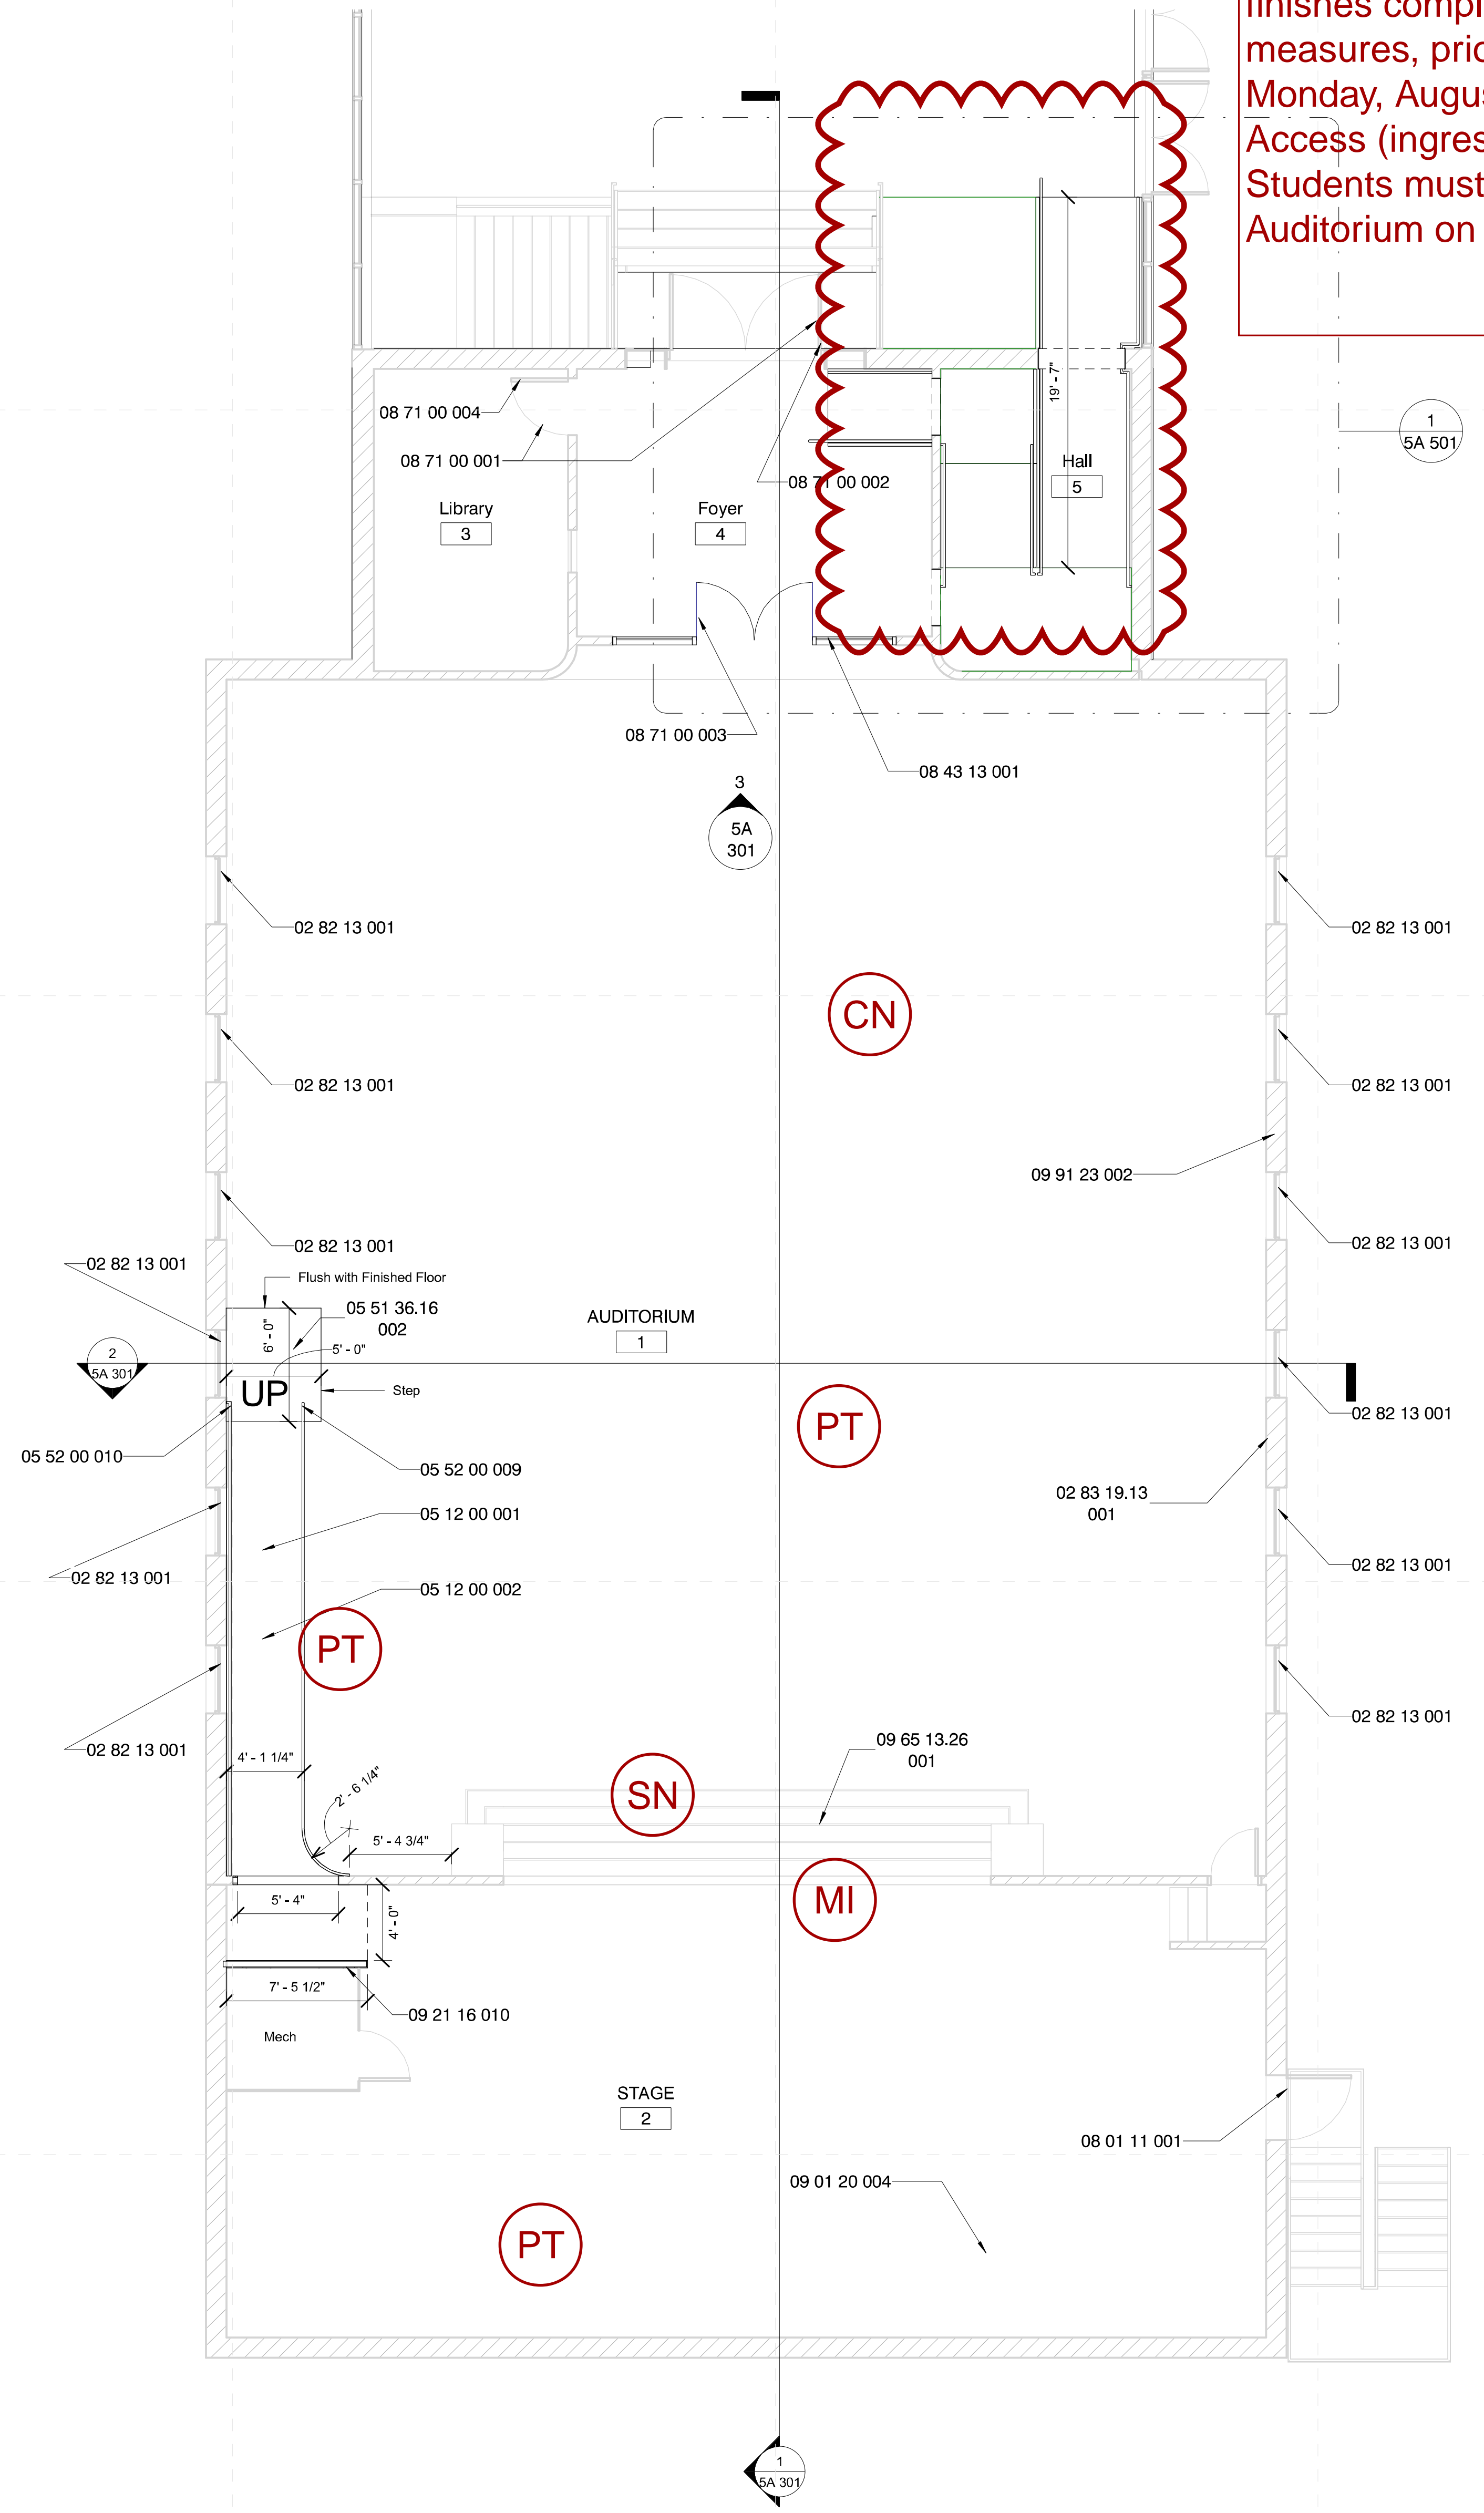 finishes compl
measures, pri
Monday, Augu
Access (ingres
Students must
Auditorium on
08 71 00 004
08 71 00 001
08 71 00 002
19' - 7"
Hall
5
1
5A 501
Library
3
Foyer
4
08 71 00 003
08 43 13 001
3
5A
301
02 82 13 001
02 82 13 001
CN
02 82 13 001
02 82 13 001
09 91 23 002
02 82 13 001
02 82 13 001
02 82 13 001
Flush with Finished Floor
05 51 36.16
002
6' - 0"
5' - 0"
AUDITORIUM
1
2
5A 301
UP
Step
02 82 13 001
PT
05 52 00 010
05 52 00 009
05 12 00 001
02 83 19.13
001
02 82 13 001
02 82 13 001
05 12 00 002
PT
02 82 13 001
02 82 13 001
09 65 13.26
001
4' - 1 1/4"
2' - 6 1/4"
SN
5' - 4 3/4"
MI
5' - 4"
4' - 0"
7' - 5 1/2"
09 21 16 010
Mech
STAGE
2
08 01 11 001
09 01 20 004
PT
1
5A 301